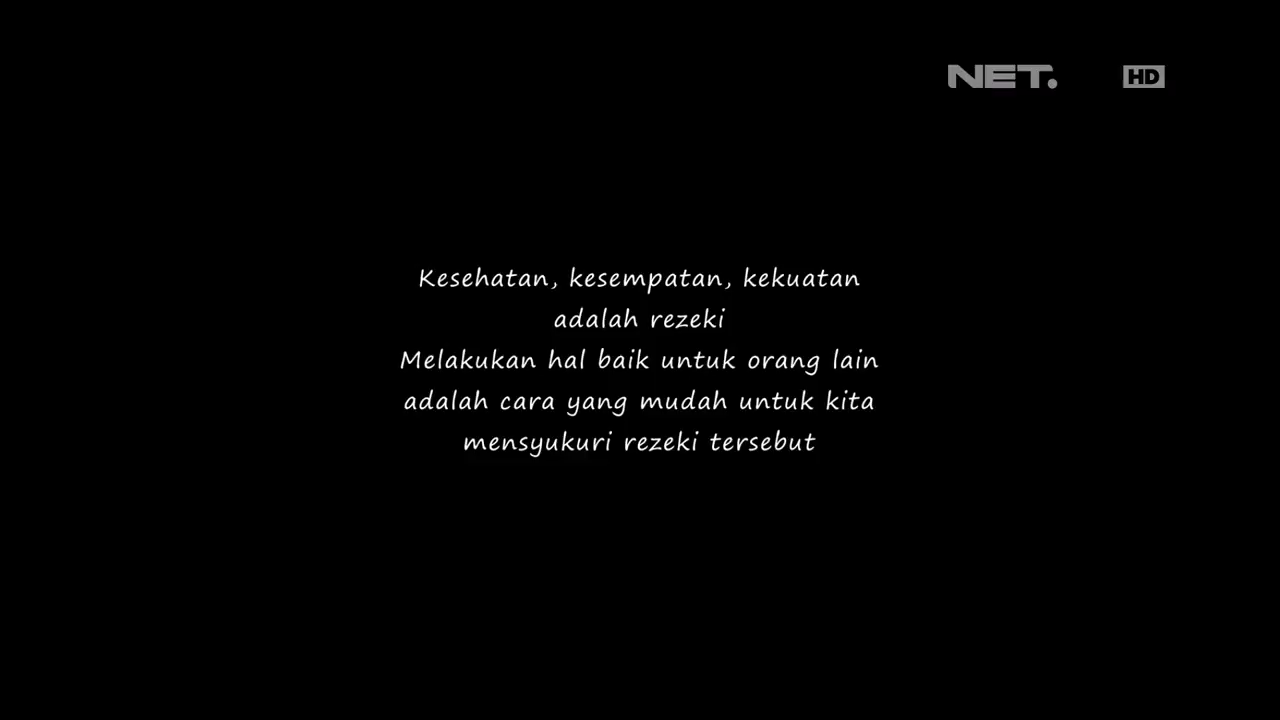 NET. HD
Kesehatan, kesempatan, kekuatan
adalah rezeki
Melakukan hal baik untuk orang lain
adalah cara yang mudah untuk kita
mensyukuri rezeki tersebut